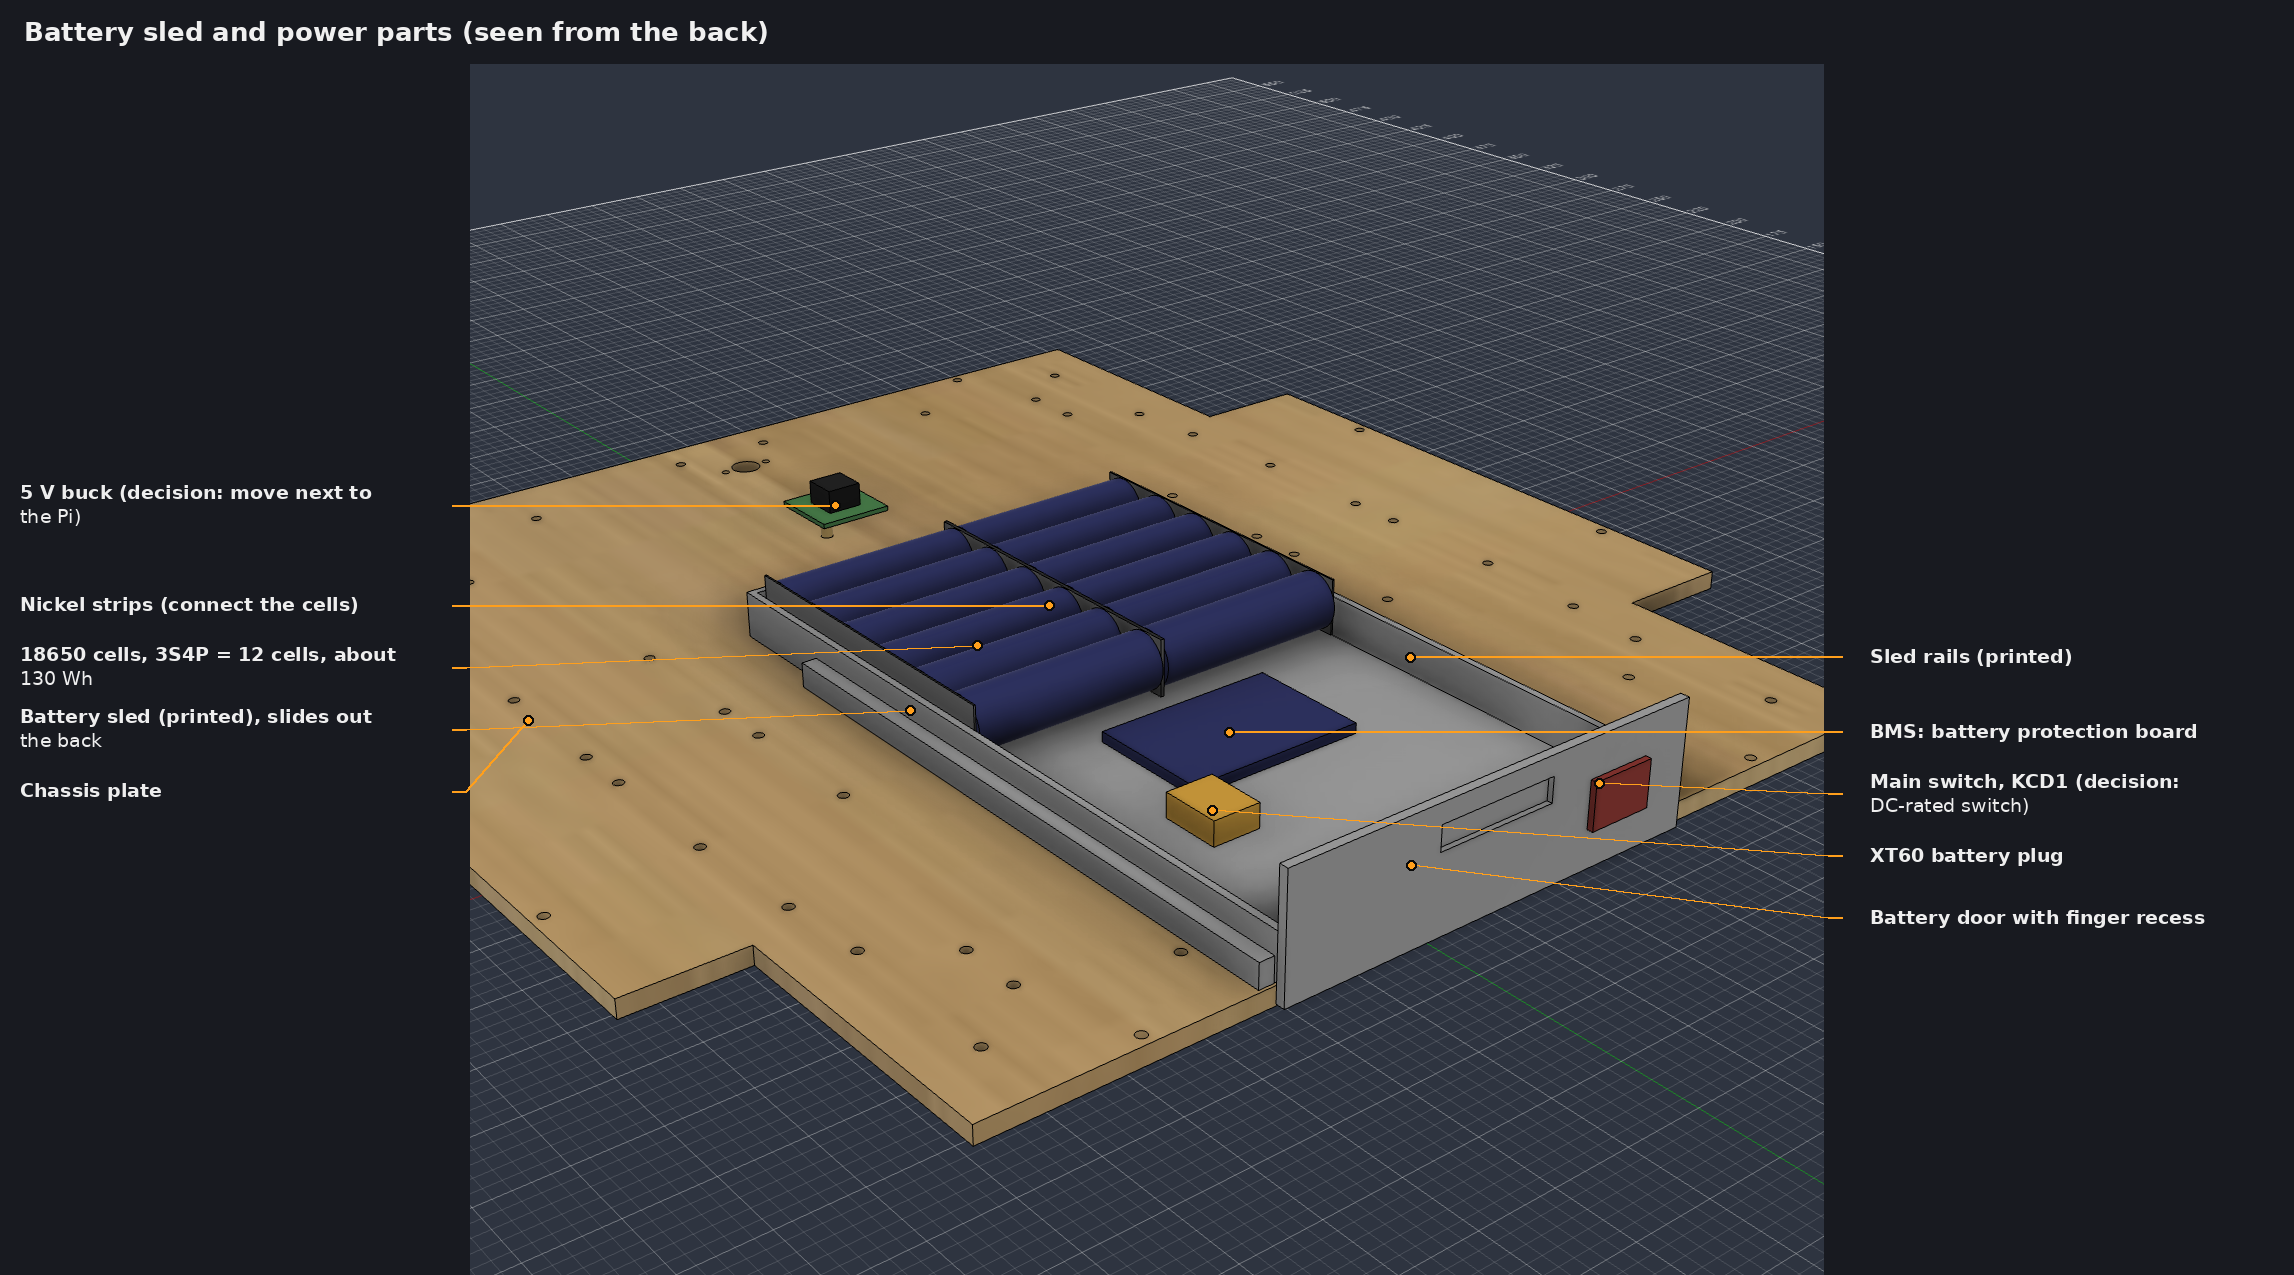 Battery sled and power parts (seen from the back)
5 V buck (decision: move next to
the Pi)
Nickel strips (connect the cells)
18650 cells, 3S4P = 12 cells, about
130 Wh
Battery sled (printed), slides out
the back
Chassis plate
Sled rails (printed)
BMS: battery protection board
Main switch, KCD1 (decision:
DC-rated switch)
XT60 battery plug
Battery door with finger recess